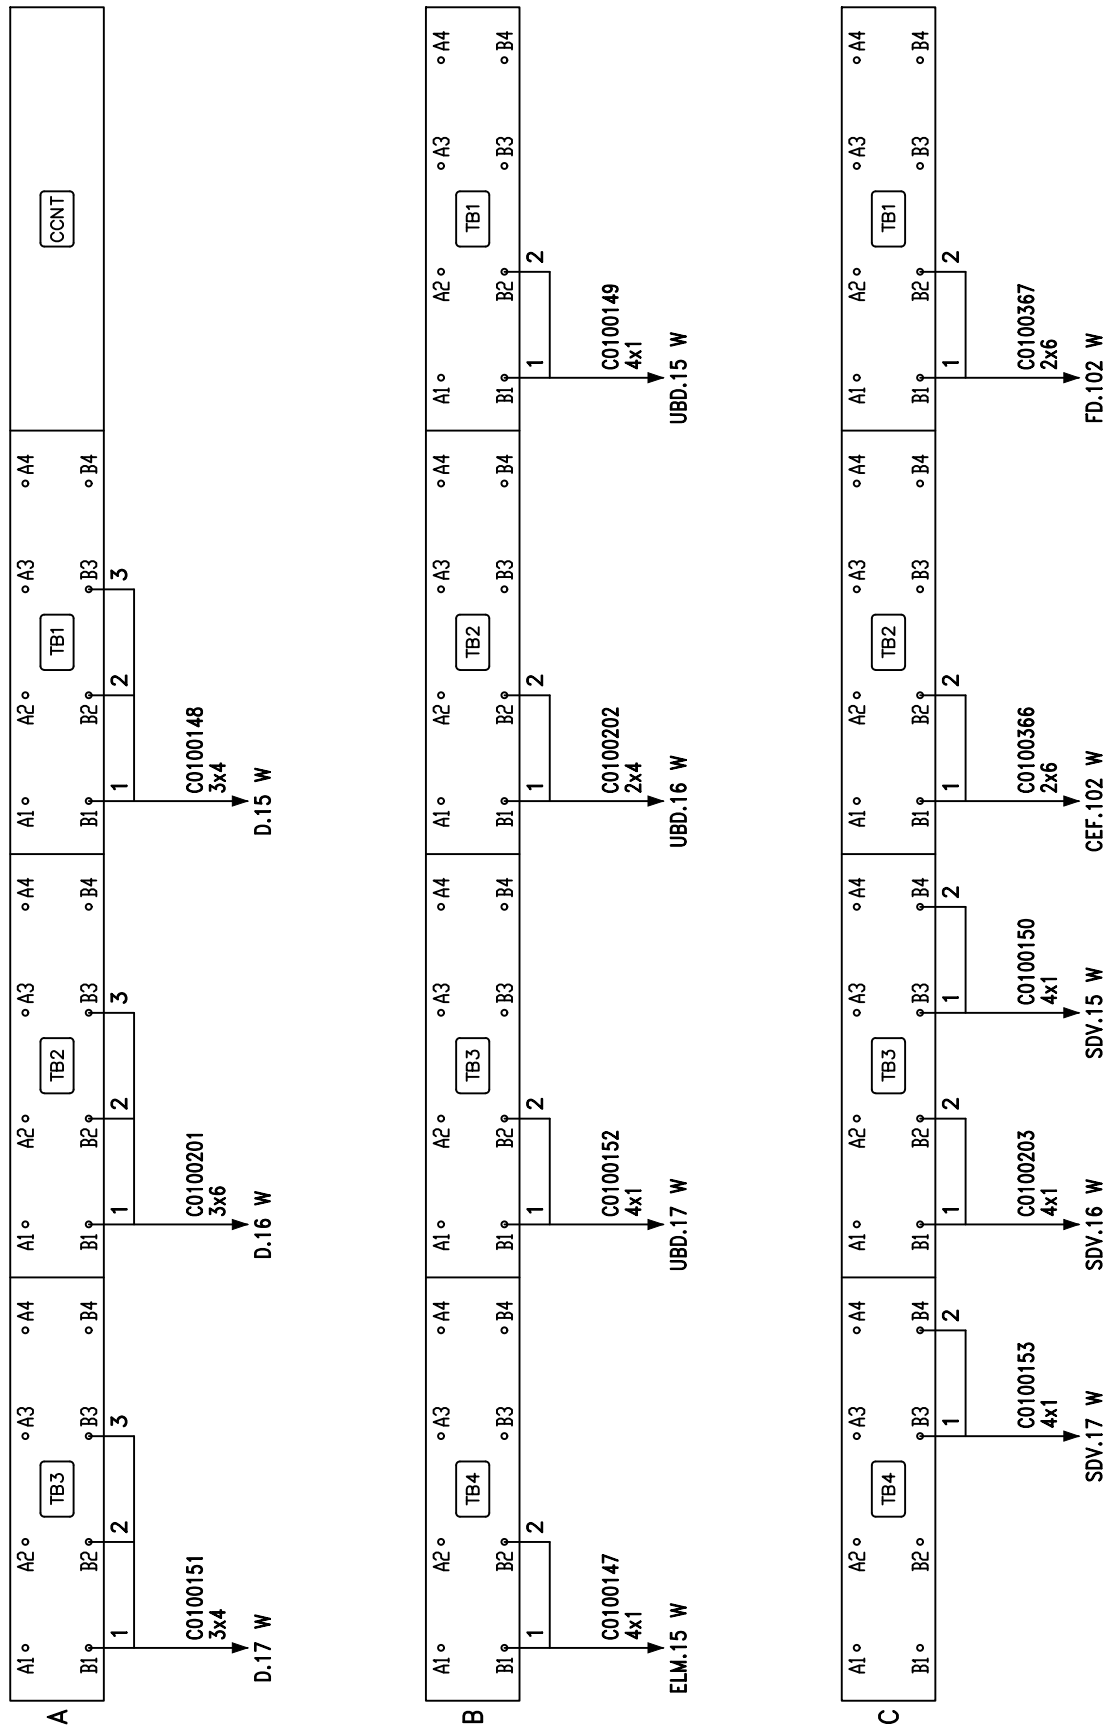 A
TB3
A1 A2 A3 A4
B1 B2 B3 B4
1 2 3
C0100151
3x4
D.17 W
TB2
A1 A2 A3 A4
B1 B2 B3 B4
1 2 3
C0100201
3x6
D.16 W
TB1
A1 A2 A3 A4
B1 B2 B3 B4
1 2 3
C0100148
3x4
D.15 W
CCNT
B
TB4
A1 A2 A3 A4
B1 B2 B3 B4
1 2
C0100147
4x1
ELM.15 W
TB3
A1 A2 A3 A4
B1 B2 B3 B4
1 2
C0100152
4x1
UBD.17 W
TB2
A1 A2 A3 A4
B1 B2 B3 B4
1 2
C0100202
2x4
UBD.16 W
TB1
A1 A2 A3 A4
B1 B2 B3 B4
1 2
C0100149
4x1
UBD.15 W
C
TB4
A1 A2 A3 A4
B1 B2 B3 B4
1 2
C0100153
4x1
SDV.17 W
TB3
A1 A2 A3 A4
B1 B2 B3 B4
1 2
C0100203
4x1
SDV.16 W
1 2
C0100150
4x1
SDV.15 W
TB2
A1 A2 A3 A4
B1 B2 B3 B4
1 2
C0100366
2x6
CEF.102 W
TB1
A1 A2 A3 A4
B1 B2 B3 B4
1 2
C0100367
2x6
FD.102 W